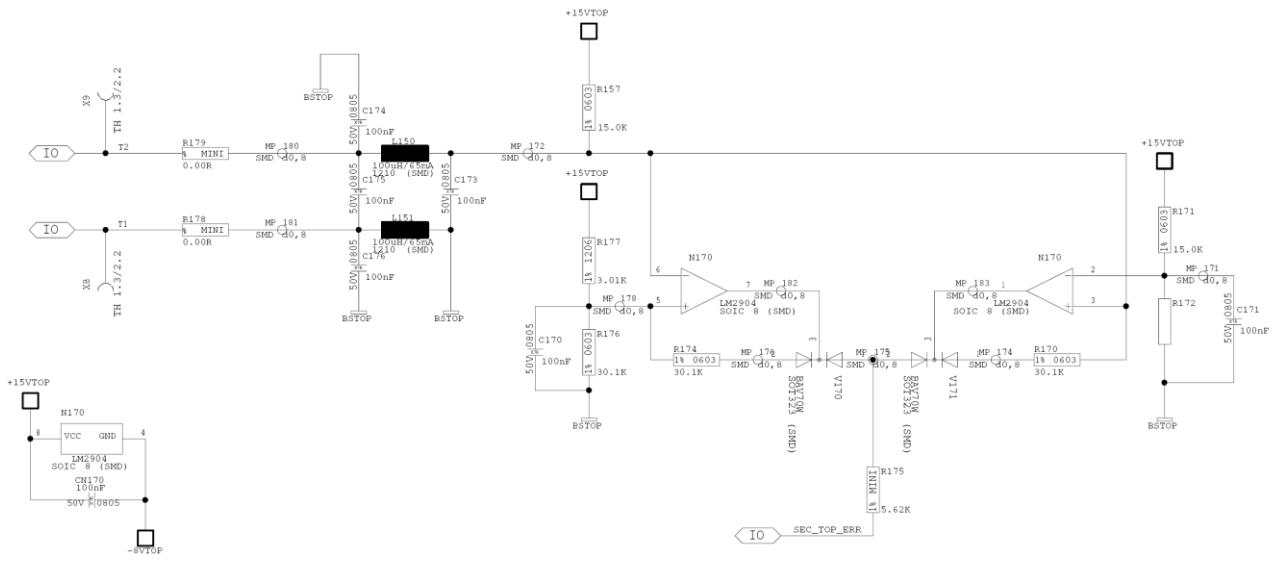 +15VTOP
R157
1% 0603
15.0K
BSTOP
C174
50V 0805
100nF
X9
TH 1.3/2.2
IO
T2
R179
% MINI
0.00R
MP 180
SMD d0,8
L150
100uH/65mA
1210 (SMD)
MP 172
SMD d0,8
C175
50V 0805
100nF
C173
50V 0805
100nF
IO
T1
R178
% MINI
0.00R
MP 181
SMD d0,8
L151
100uH/65mA
1210 (SMD)
X8
TH 1.3/2.2
C176
50V 0805
100nF
BSTOP
BSTOP
+15VTOP
R177
1% 1206
3.01K
MP 178
SMD d0,8
C170
50V 0805
100nF
R176
1% 0603
30.1K
BSTOP
6
5
7
N170
LM2904
SOIC 8 (SMD)
MP 182
SMD d0,8
R174
1% 0603
30.1K
SMD d0,8
3
BAV70W
SOT323 (SMD)
V170
MP 175
SMD d0,8
3
BAV70W
SOT323 (SMD)
V171
MP 174
SMD d0,8
R170
1% 0603
30.1K
MP 183
SMD d0,8
N170
LM2904
SOIC 8 (SMD)
1
2
3
+15VTOP
R171
1% 0603
15.0K
MP 171
SMD d0,8
R172
C171
50V 0805
100nF
BSTOP
R175
1% MINI
5.62K
IO
SEC_TOP_ERR
+15VTOP
N170
8
VCC GND
4
LM2904
SOIC 8 (SMD)
CN170
100nF
50V 0805
-8VTOP